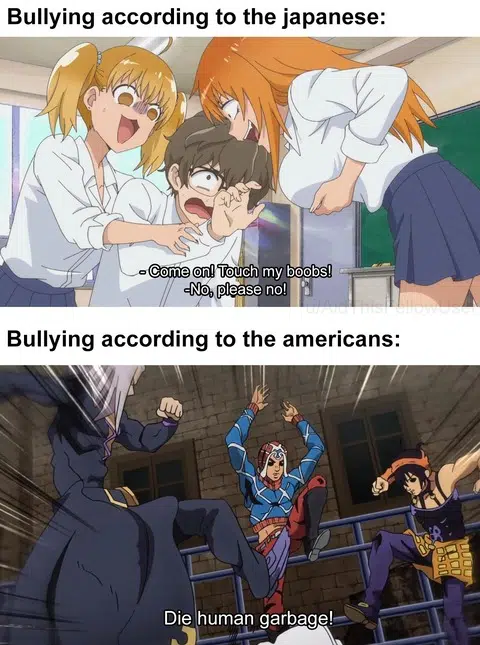 Bullying according to the japanese:
- Come on! Touch my boobs!
-No, please no!
u/AidThisFellowUser
Bullying according to the americans:
Die human garbage!